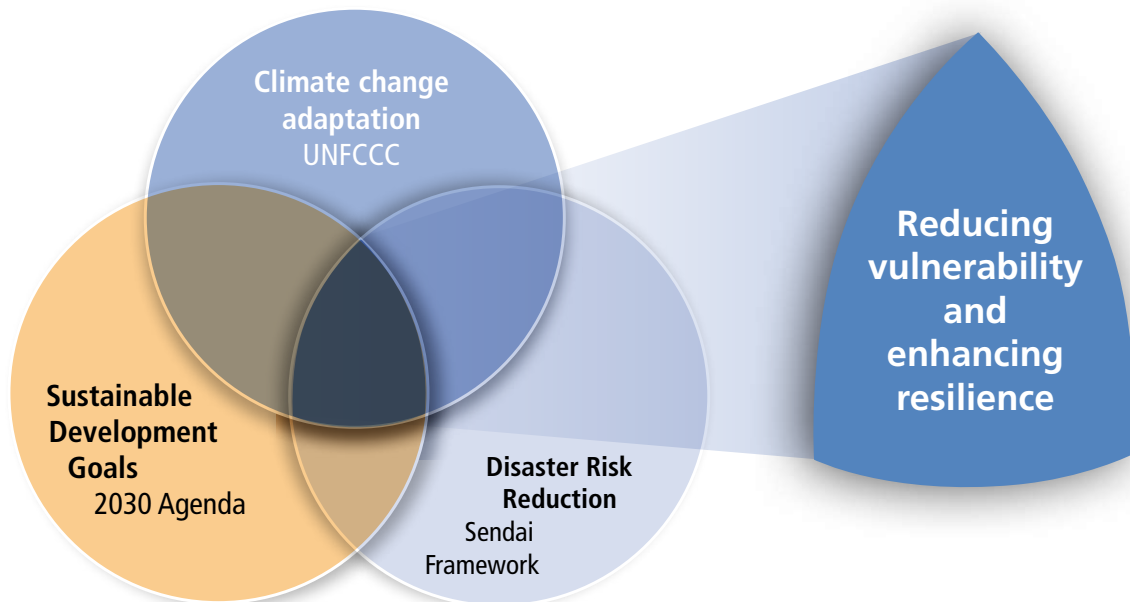 Climate change
adaptation
UNFCCC
Sustainable
Development
Goals
2030 Agenda
Disaster Risk
Reduction
Sendai
Framework
Reducing
vulnerability
and
enhancing
resilience